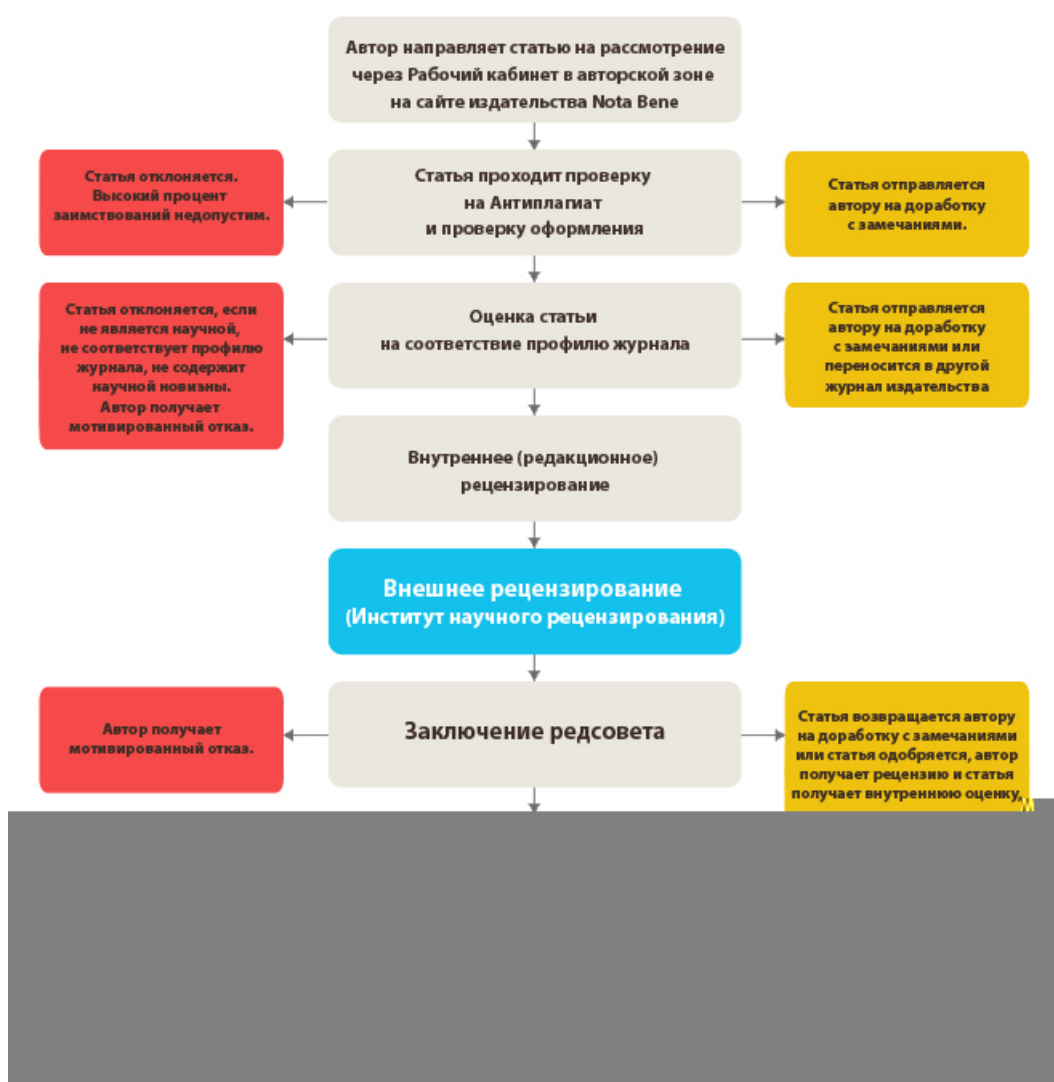 Автор направляет статью на рассмотрение
через Рабочий кабинет в авторской зоне
на сайте издательства Nota Bene
Статья отклоняется.
Высокий процент
заимствований недопустим.
Статья проходит проверку
на Антиплагиат
и проверку оформления
Статья отправляется
автору на доработку
с замечаниями.
Статья отклоняется, если
не является научной,
не соответствует профилю
журнала, не содержит
научной новизны.
Автор получает
мотивированный отказ.
Оценка статьи
на соответствие профилю журнала
Статья отправляется
автору на доработку
с замечаниями или
переносится в другой
журнал издательства
Внутреннее (редакционное)
рецензирование
Внешнее рецензирование
(Институт научного рецензирования)
Автор получает
мотивированный отказ.
Заключение редсовета
Статья возвращается автору
на доработку с замечаниями
или статья одобряется, автор
получает рецензию и статья
получает внутреннюю оценку,